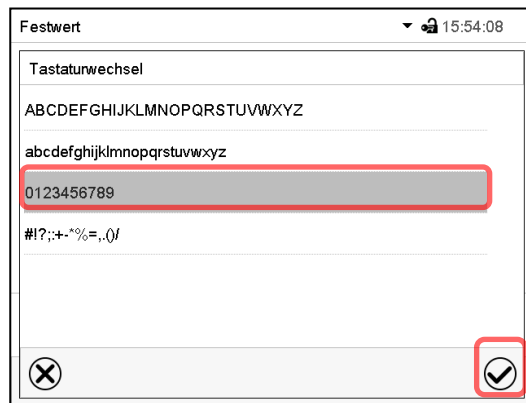 Festwert 15:54:08
Tastaturwechsel
ABCDEFGHIJKLMNOPQRSTUVWXYZ
abcdefghijklmnopqrstuvwxyz
0123456789
#!?;:+-*%=,.()/